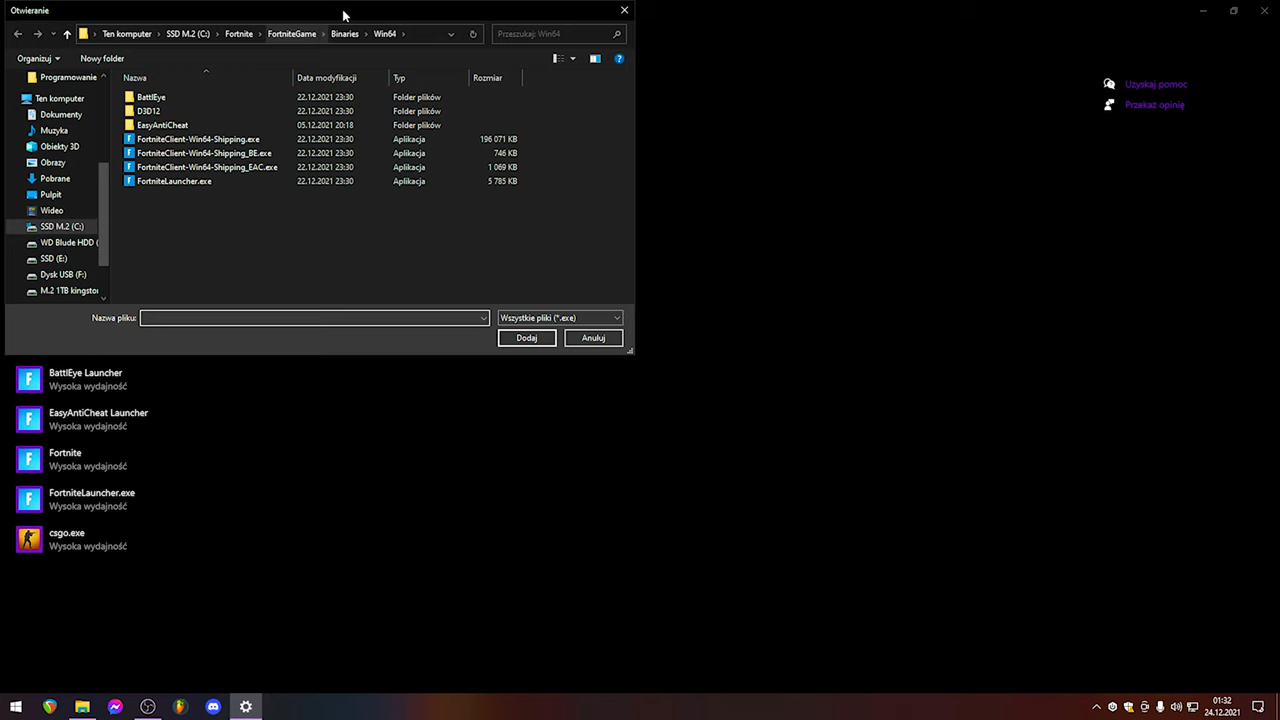 Otwieranie
Ten komputer › SSD M.2 (C:) › Fortnite › FortniteGame › Binaries › Win64 ›
Przeszukaj: Win64
Organizuj
New folder
Nazwa
Data modyfikacji
Typ
Rozmiar
Programowanie
Ten komputer
Dokumenty
Muzyka
Obiekty 3D
Obrazy
Pobrane
Pulpit
Wideo
SSD M.2 (C:)
WD Blude HDD (
SSD (E:)
Dysk USB (F:)
M.2 1TB kingstor
BattlEye 22.12.2021 23:30 Folder plików
D3D12 22.12.2021 23:30 Folder plików
EasyAntiCheat 05.12.2021 20:18 Folder plików
FortniteClient-Win64-Shipping.exe 22.12.2021 23:30 Aplikacja 196 071 KB
FortniteClient-Win64-Shipping_BE.exe 22.12.2021 23:30 Aplikacja 746 KB
FortniteClient-Win64-Shipping_EAC.exe 22.12.2021 23:30 Aplikacja 1 069 KB
FortniteLauncher.exe 22.12.2021 23:30 Aplikacja 5 785 KB
Nazwa pliku:
Wszystkie pliki (*.exe)
Dodaj
Anuluj
Uzyskaj pomoc
Przekaż opinię
BattlEye Launcher
Wysoka wydajność
EasyAntiCheat Launcher
Wysoka wydajność
Fortnite
Wysoka wydajność
FortniteLauncher.exe
Wysoka wydajność
csgo.exe
Wysoka wydajność
01:32
24.12.2021